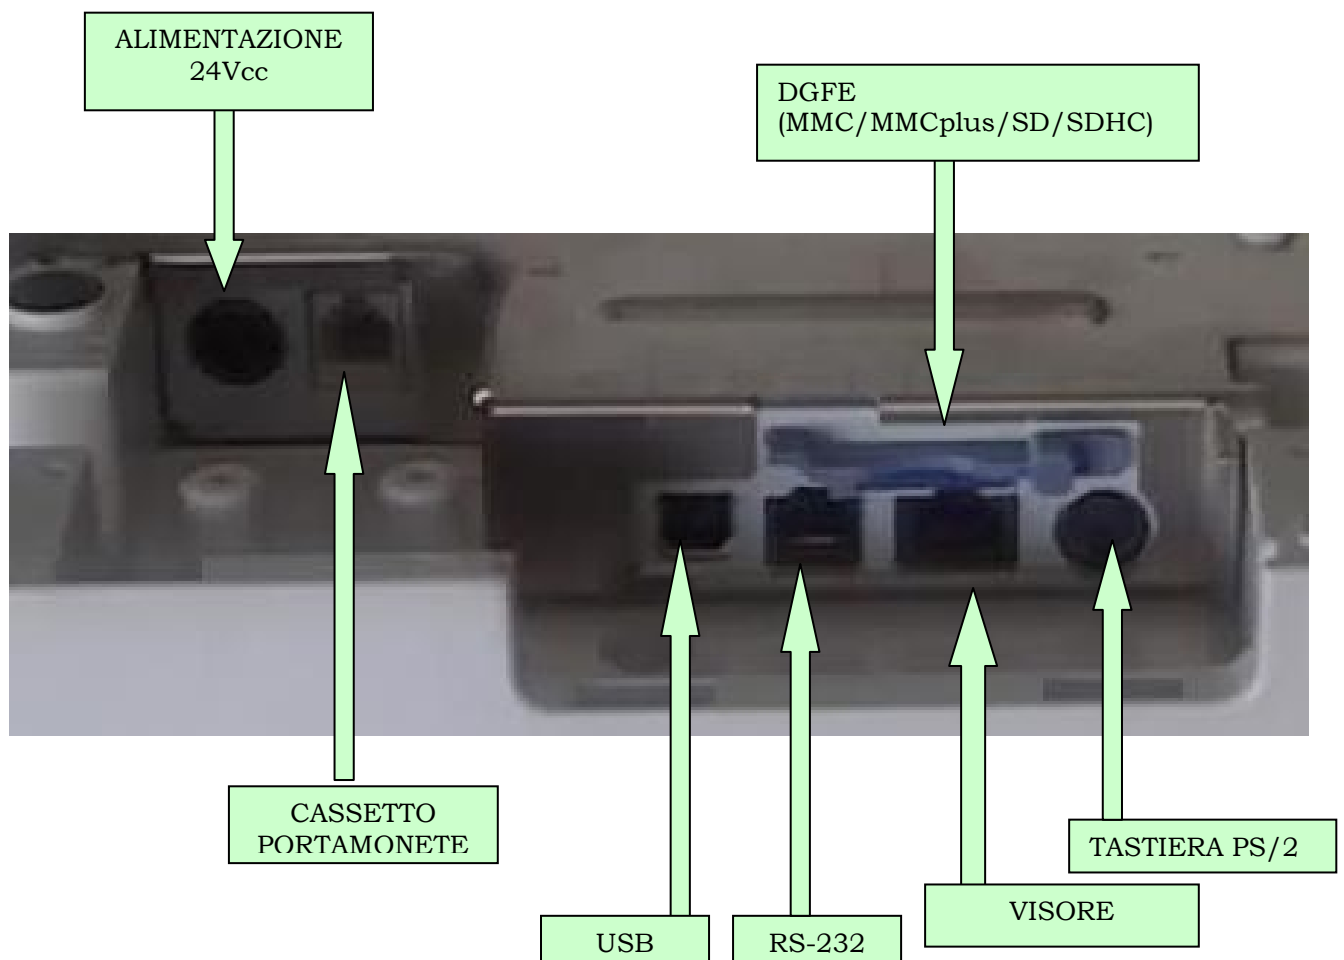 ALIMENTAZIONE
24Vcc
DGFE
(MMC/MMCplus/SD/SDHC)
CASSETTO
PORTAMONETE
TASTIERA PS/2
VISORE
USB
RS-232